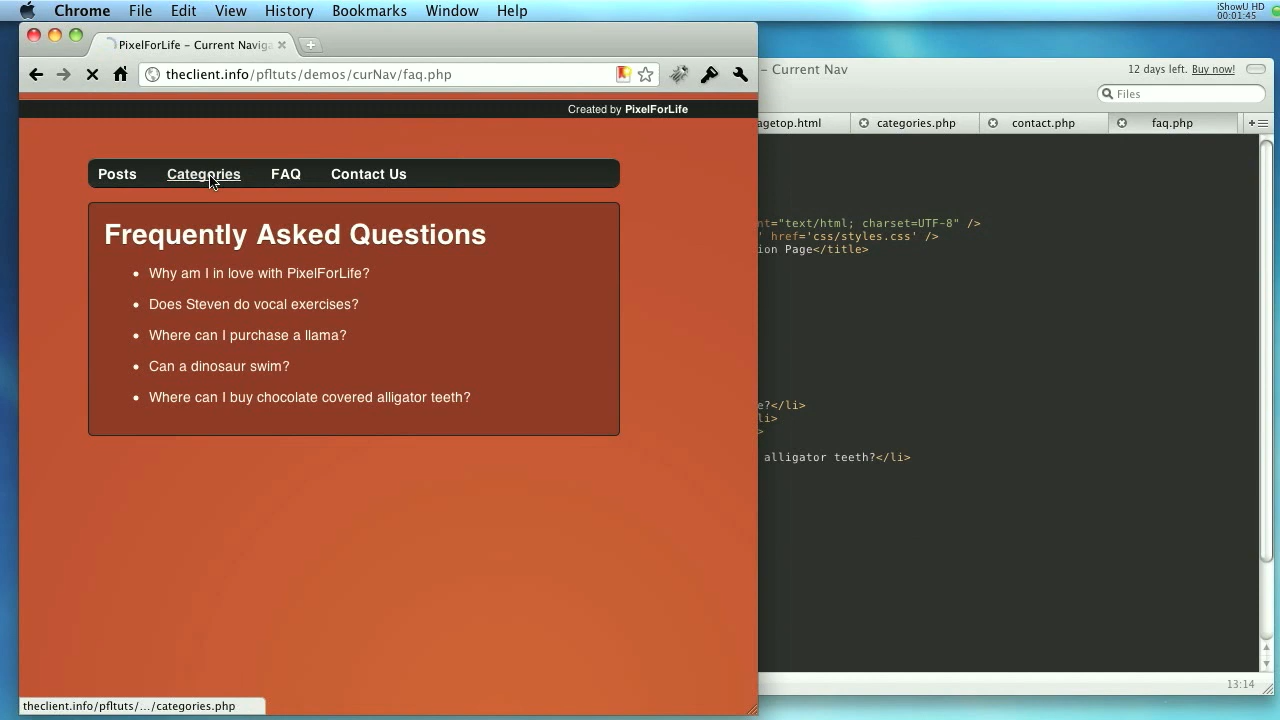 Chrome File Edit View History Bookmarks Window Help
iShowU HD
00:01:45
PixelForLife – Current Naviga
theclient.info/pfltuts/demos/curNav/faq.php
Created by PixelForLife
Posts Categories FAQ Contact Us
Frequently Asked Questions
• Why am I in love with PixelForLife?
• Does Steven do vocal exercises?
• Where can I purchase a llama?
• Can a dinosaur swim?
• Where can I buy chocolate covered alligator teeth?
theclient.info/pfltuts/.../categories.php
– Current Nav
12 days left. Buy now!
Files
agetop.html categories.php contact.php faq.php
nt="text/html; charset=UTF-8" />
' href='css/styles.css' />
ion Page</title>
e?</li>
li>
>
alligator teeth?</li>
13:14